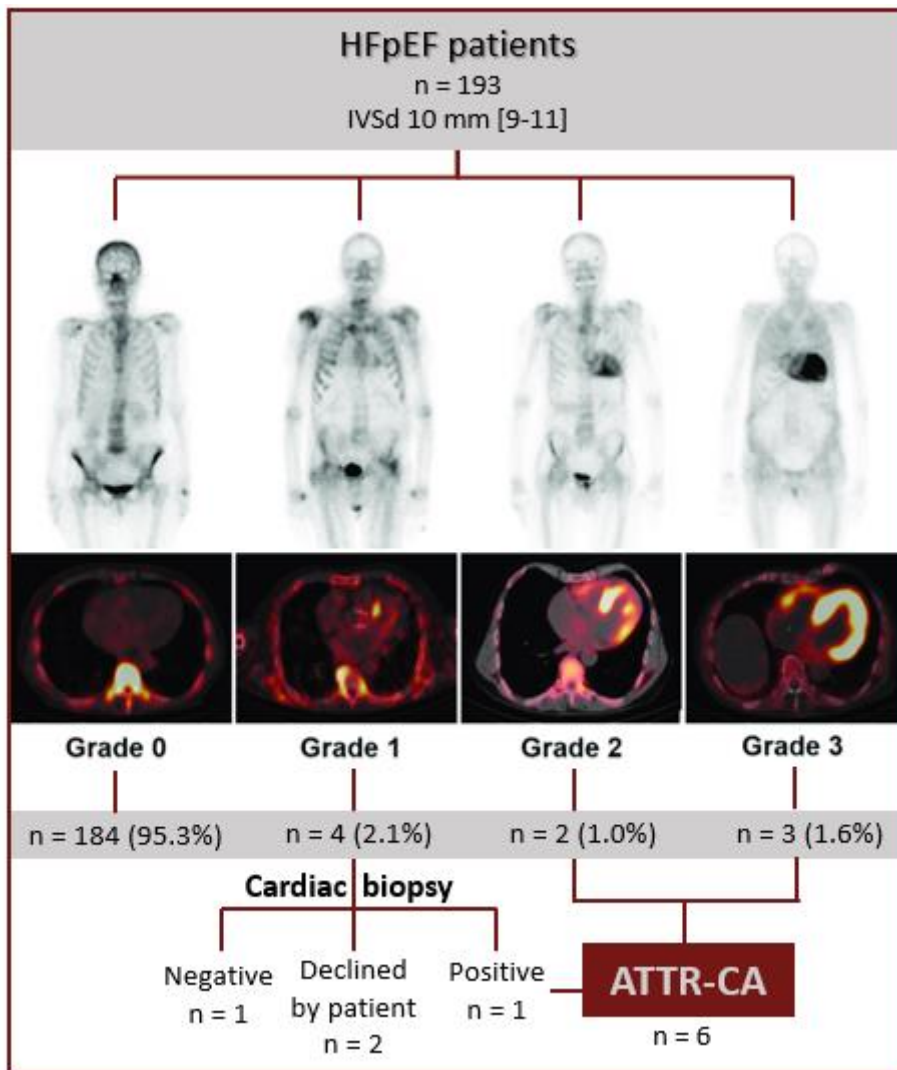 HFpEF patients
n = 193
IVSd 10 mm [9-11]
Grade 0
Grade 1
Grade 2
Grade 3
n = 184 (95.3%)
n = 4 (2.1%)
n = 2 (1.0%)
n = 3 (1.6%)
Cardiac biopsy
Negative
n = 1
Declined
by patient
n = 2
Positive
n = 1
ATTR-CA
n = 6